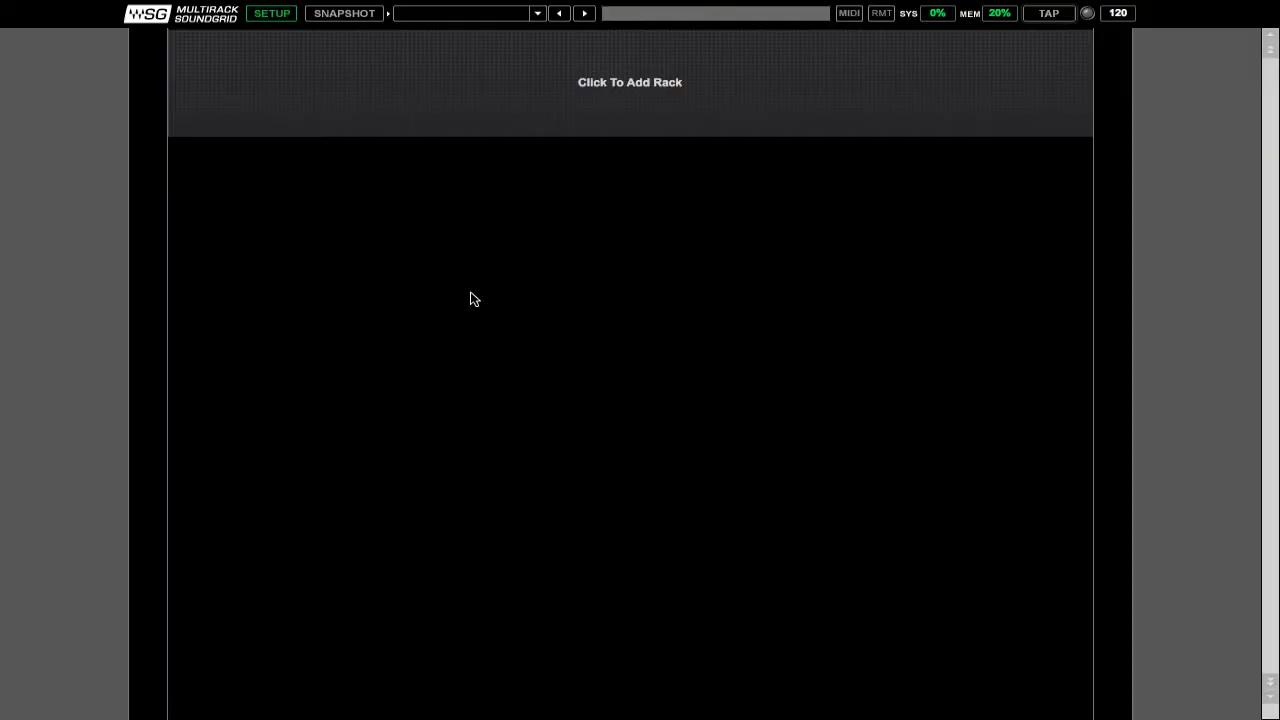 WSG MULTIRACK SOUNDGRID SETUP SNAPSHOT MIDI RMT SYS 0% MEM 20% TAP 120
Click To Add Rack